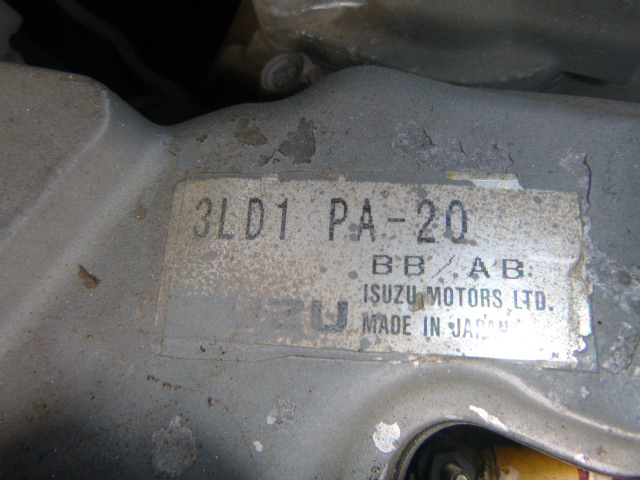 3LD1 PA-20
BB/AB
ISUZU MOTORS LTD.
MADE IN JAPAN